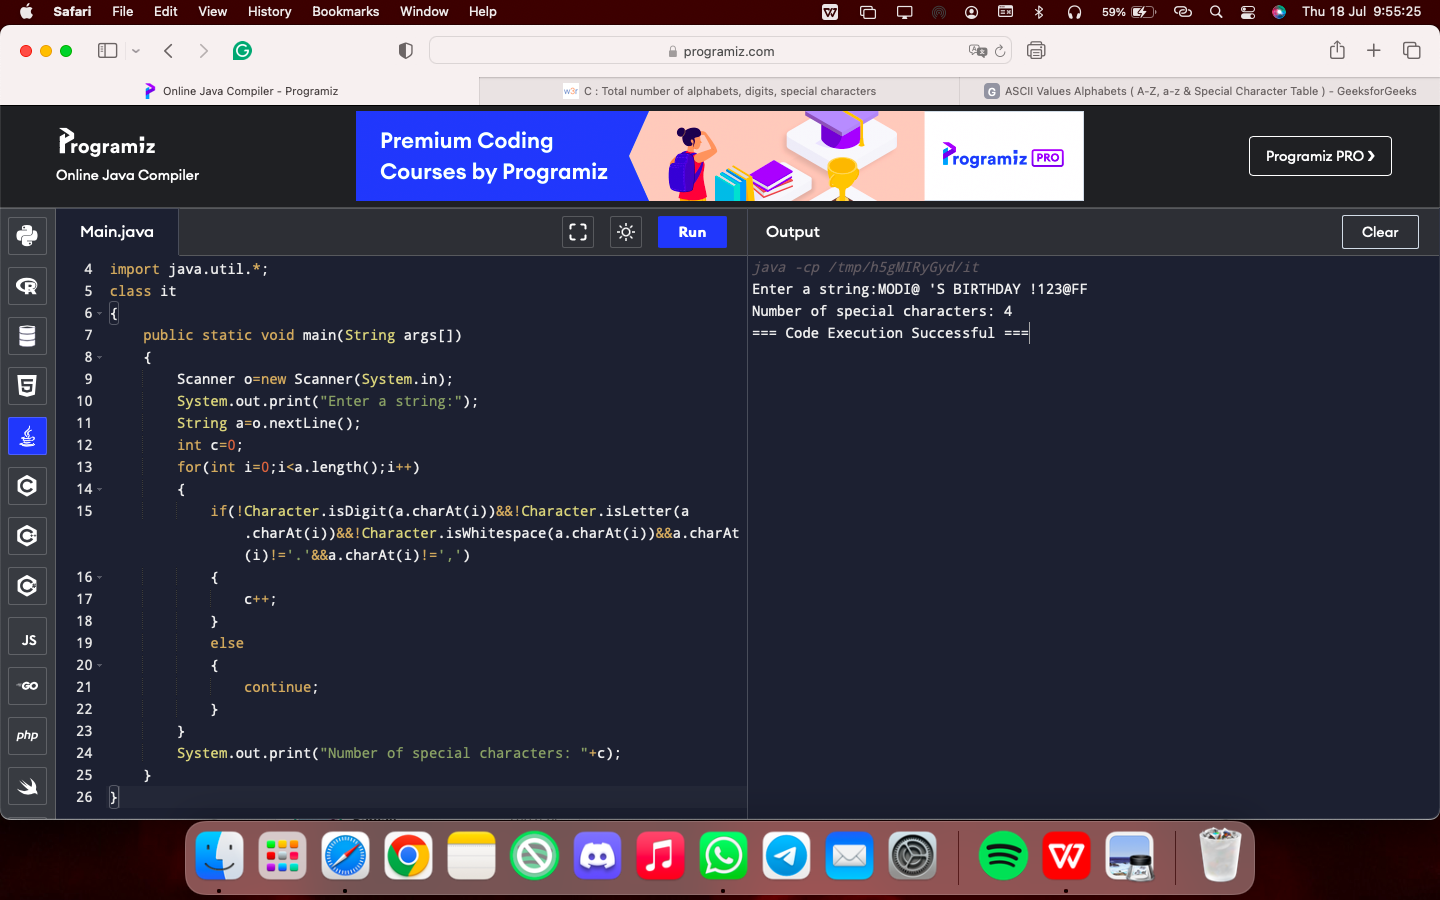 Safari File Edit View History Bookmarks Window Help 59% Thu 18 Jul 9:55:25
programiz.com
Online Java Compiler - Programiz
w3r C : Total number of alphabets, digits, special characters
G ASCII Values Alphabets ( A-Z, a-z & Special Character Table ) - GeeksforGeeks
Programiz
Online Java Compiler
Premium Coding
Courses by Programiz
Programiz PRO
Programiz PRO ❯
Main.java
Run
Output
Clear
4 import java.util.*;
5 class it
6 {
7 public static void main(String args[])
8 {
9 Scanner o=new Scanner(System.in);
10 System.out.print("Enter a string:");
11 String a=o.nextLine();
12 int c=0;
13 for(int i=0;i<a.length();i++)
14 {
15 if(!Character.isDigit(a.charAt(i))&&!Character.isLetter(a
.charAt(i))&&!Character.isWhitespace(a.charAt(i))&&a.charAt
(i)!='.'&&a.charAt(i)!=',')
16 {
17 c++;
18 }
19 else
20 {
21 continue;
22 }
23 }
24 System.out.print("Number of special characters: "+c);
25 }
26 }
java -cp /tmp/h5gMIRyGyd/it
Enter a string:MODI@ 'S BIRTHDAY !123@FF
Number of special characters: 4
=== Code Execution Successful ===
R
5
C
C
C
JS
GO
php
W